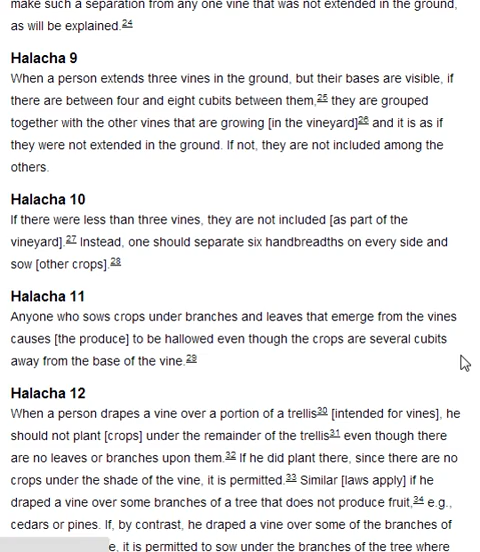 make such a separation from any one vine that was not extended in the ground,
as will be explained.24
Halacha 9
When a person extends three vines in the ground, but their bases are visible, if
there are between four and eight cubits between them,25 they are grouped
together with the other vines that are growing [in the vineyard]26 and it is as if
they were not extended in the ground. If not, they are not included among the
others.
Halacha 10
If there were less than three vines, they are not included [as part of the
vineyard].27 Instead, one should separate six handbreadths on every side and
sow [other crops].28
Halacha 11
Anyone who sows crops under branches and leaves that emerge from the vines
causes [the produce] to be hallowed even though the crops are several cubits
away from the base of the vine.29
Halacha 12
When a person drapes a vine over a portion of a trellis30 [intended for vines], he
should not plant [crops] under the remainder of the trellis31 even though there
are no leaves or branches upon them.32 If he did plant there, since there are no
crops under the shade of the vine, it is permitted.33 Similar [laws apply] if he
draped a vine over some branches of a tree that does not produce fruit,34 e.g.,
cedars or pines. If, by contrast, he draped a vine over some of the branches of
e, it is permitted to sow under the branches of the tree where